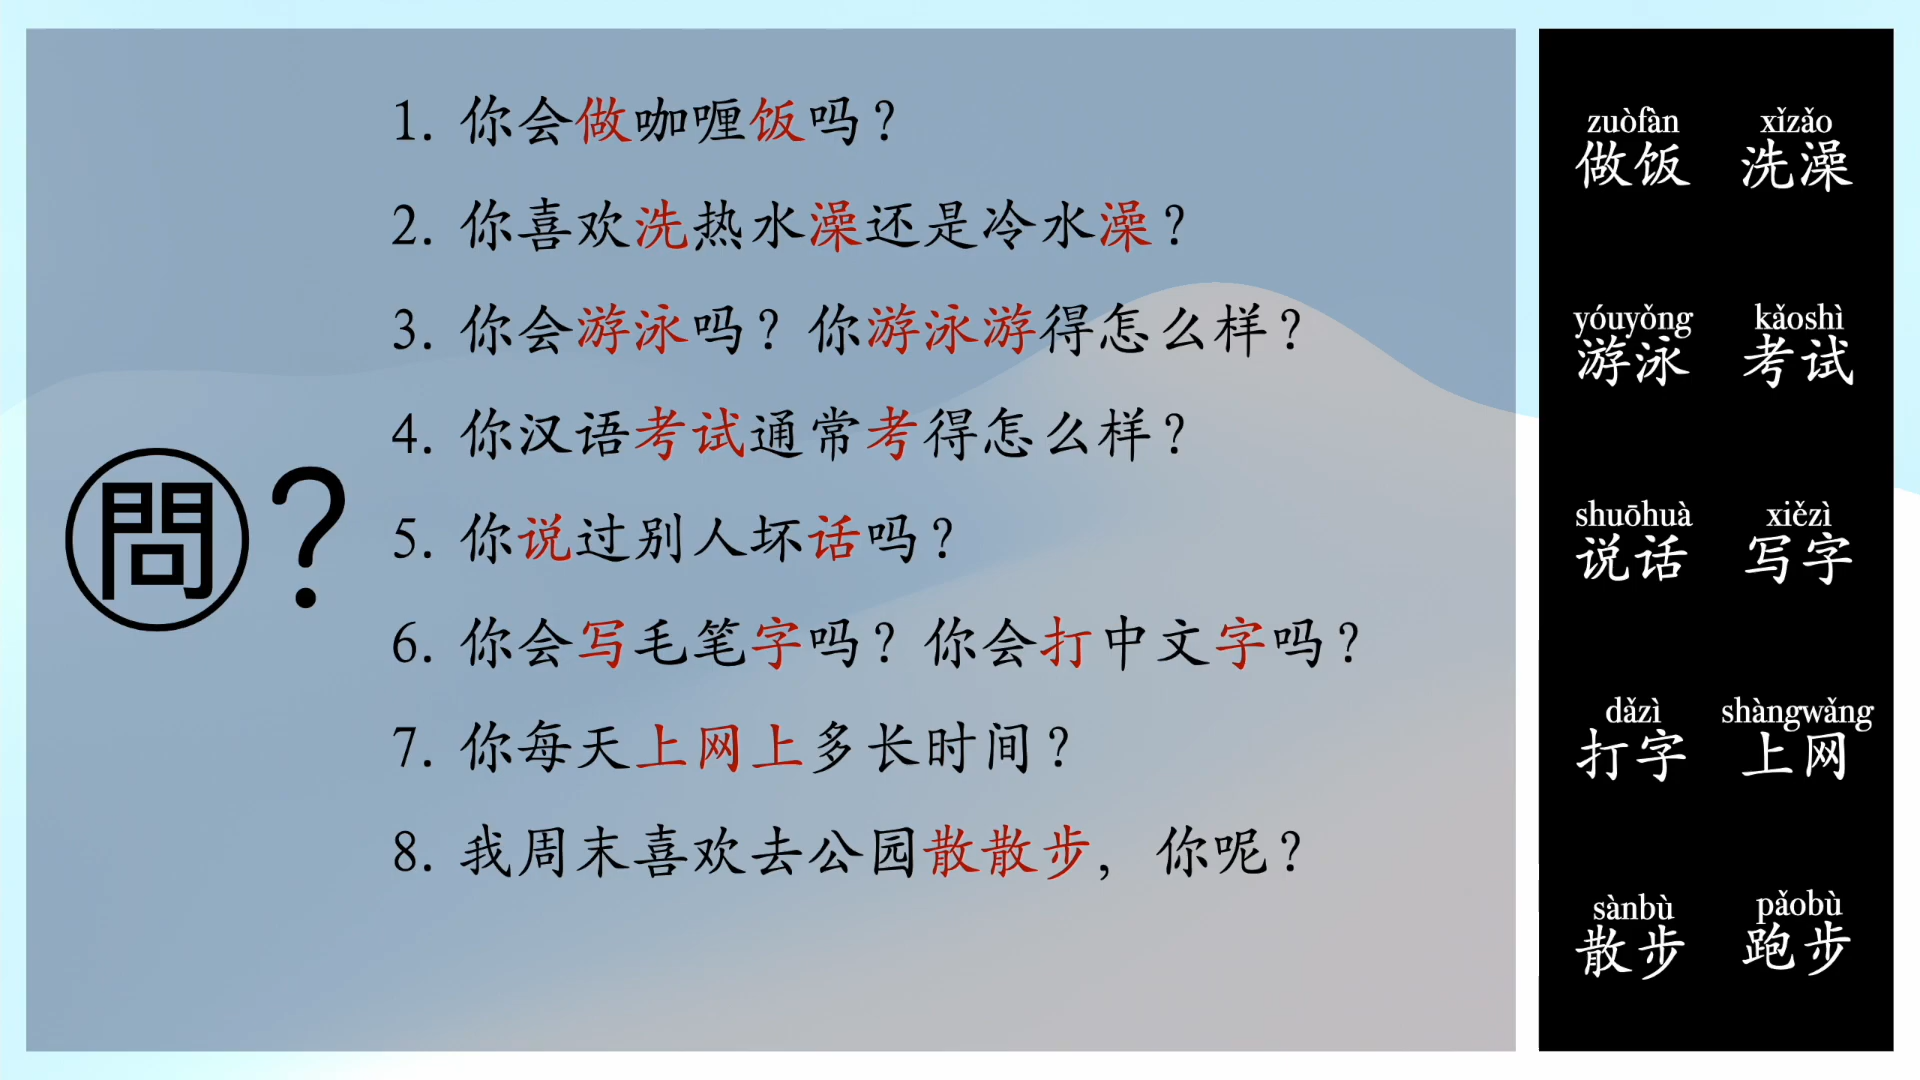 問？
1. 你会做咖喱饭吗？
2. 你喜欢洗热水澡还是冷水澡？
3. 你会游泳吗？你游泳游得怎么样？
4. 你汉语考试通常考得怎么样？
5. 你说过别人坏话吗？
6. 你会写毛笔字吗？你会打中文字吗？
7. 你每天上网上多长时间？
8. 我周末喜欢去公园散散步，你呢？
zuòfàn xǐzǎo
做饭 洗澡
yóuyǒng kǎoshì
游泳 考试
shuōhuà xiězì
说话 写字
dǎzì shàngwǎng
打字 上网
sànbù pǎobù
散步 跑步